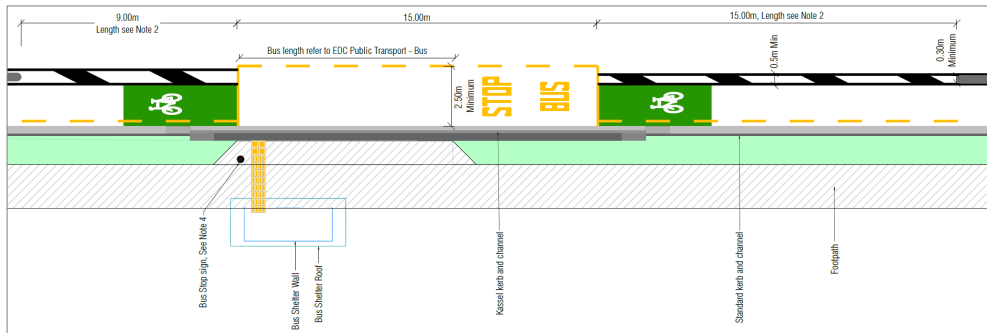 9.00m
Length see Note 2
15.00m
15.00m, Length see Note 2
Bus length refer to EDC Public Transport - Bus
2.50m
Minimum
STOP
BUS
0.5m Min
0.30m
Minimum
Bus Stop sign, See Note 4
Bus Shelter Wall
Bus Shelter Roof
Kassel kerb and channel
Standard kerb and channel
Footpath